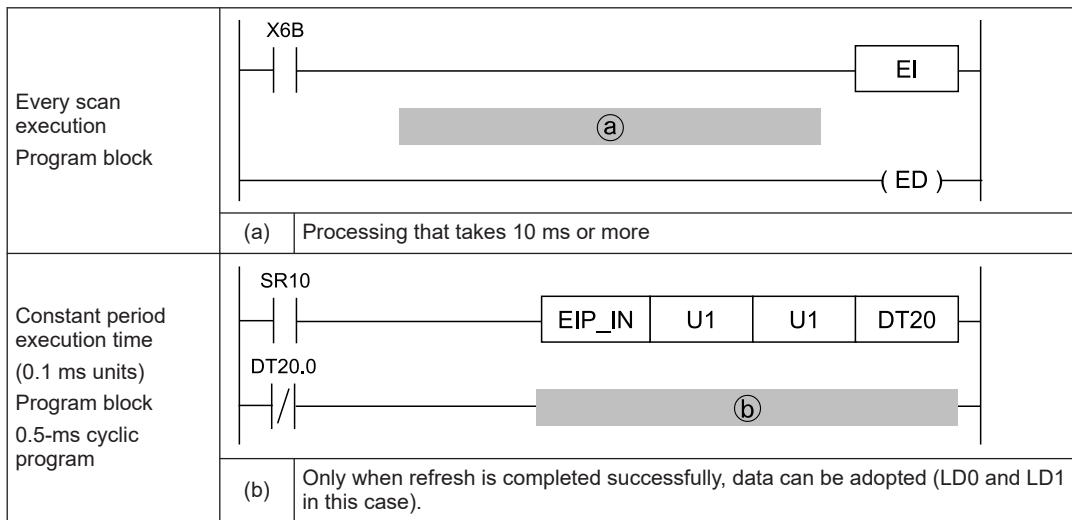 Every scan
execution
Program block
X6B
EI
ⓐ
( ED )
(a) Processing that takes 10 ms or more
Constant period
execution time
(0.1 ms units)
Program block
0.5-ms cyclic
program
SR10
EIP_IN U1 U1 DT20
DT20.0
ⓑ
(b) Only when refresh is completed successfully, data can be adopted (LD0 and LD1
in this case).